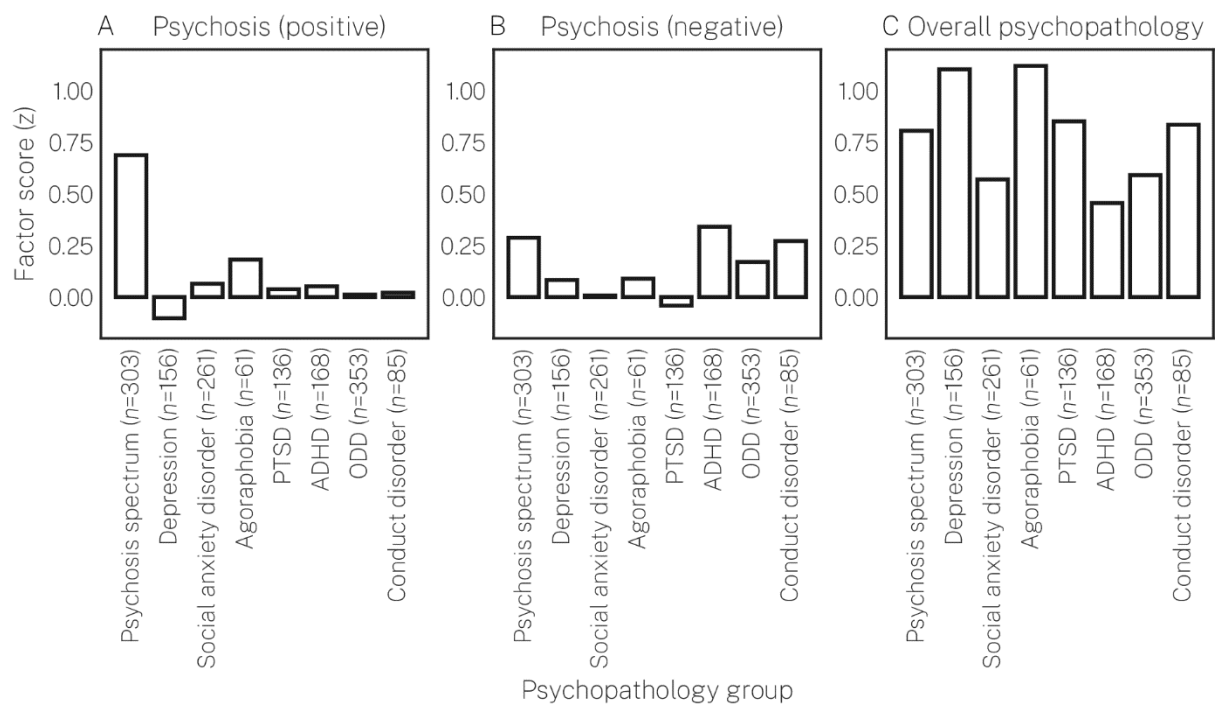 A Psychosis (positive)
B Psychosis (negative)
C Overall psychopathology
Factor score (z)
1.00
0.75
0.50
0.25
0.00
1.00
0.75
0.50
0.25
0.00
1.00
0.75
0.50
0.25
0.00
Psychosis spectrum (n=303)
Depression (n=156)
Social anxiety disorder (n=261)
Agoraphobia (n=61)
PTSD (n=136)
ADHD (n=168)
ODD (n=353)
Conduct disorder (n=85)
Psychosis spectrum (n=303)
Depression (n=156)
Social anxiety disorder (n=261)
Agoraphobia (n=61)
PTSD (n=136)
ADHD (n=168)
ODD (n=353)
Conduct disorder (n=85)
Psychosis spectrum (n=303)
Depression (n=156)
Social anxiety disorder (n=261)
Agoraphobia (n=61)
PTSD (n=136)
ADHD (n=168)
ODD (n=353)
Conduct disorder (n=85)
Psychopathology group